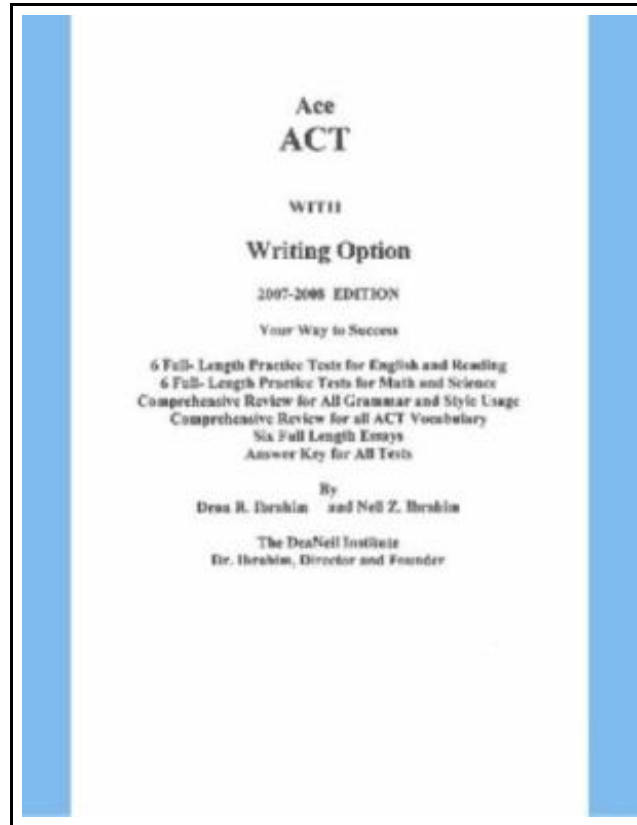 Ace
ACT
WITH
Writing Option
2007-2008 EDITION
Your Way to Success
6 Full- Length Practice Tests for English and Reading
6 Full- Length Practice Tests for Math and Science
Comprehensive Review for All Grammar and Style Usage
Comprehensive Review for all ACT Vocabulary
Six Full Length Essays
Answer Key for All Tests
By
R. Ibrahim and Nell Z. Ibrahim
The DeaNell Institute
Dr. Ibrahim, Director and Founder